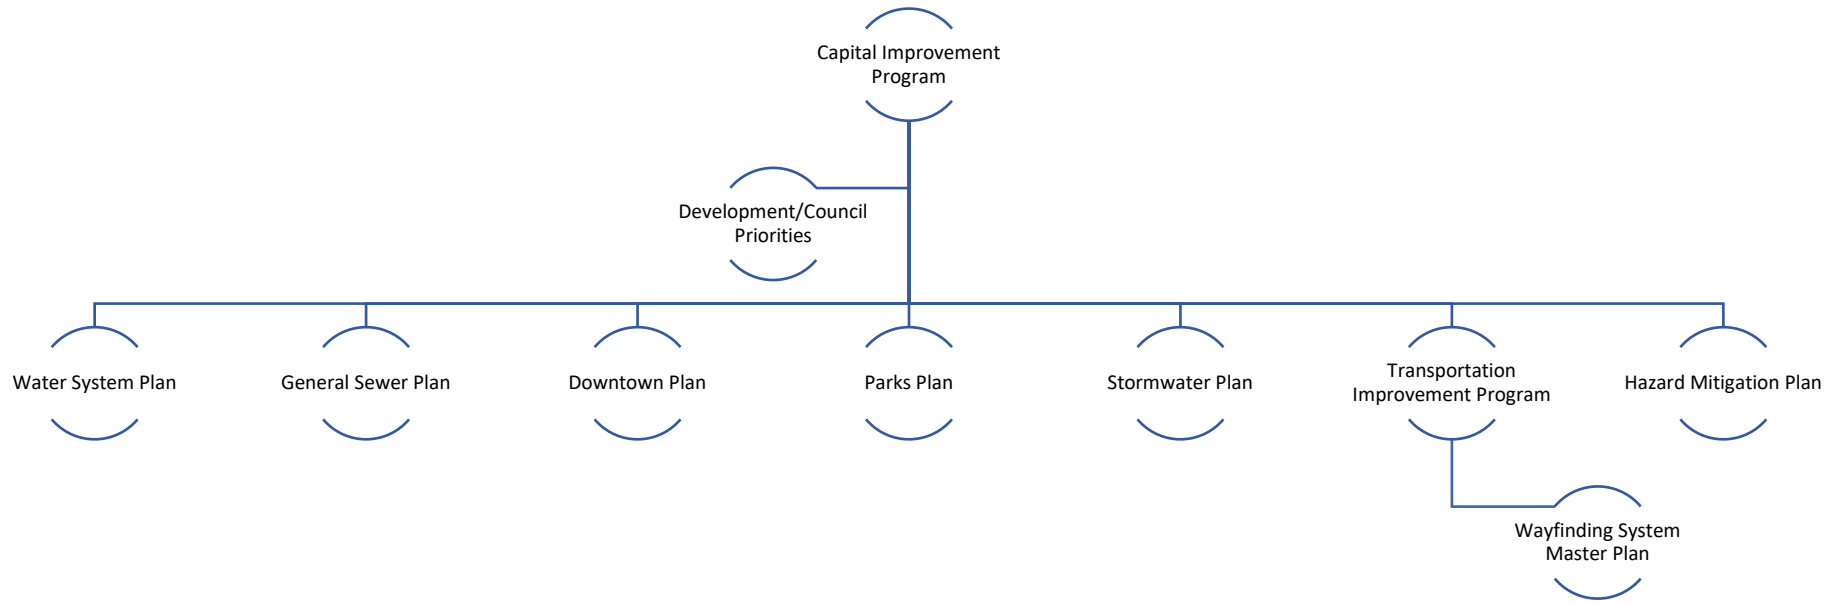 Capital Improvement
Program
Development/Council
Priorities
Water System Plan
General Sewer Plan
Downtown Plan
Parks Plan
Stormwater Plan
Transportation
Improvement Program
Hazard Mitigation Plan
Wayfinding System
Master Plan